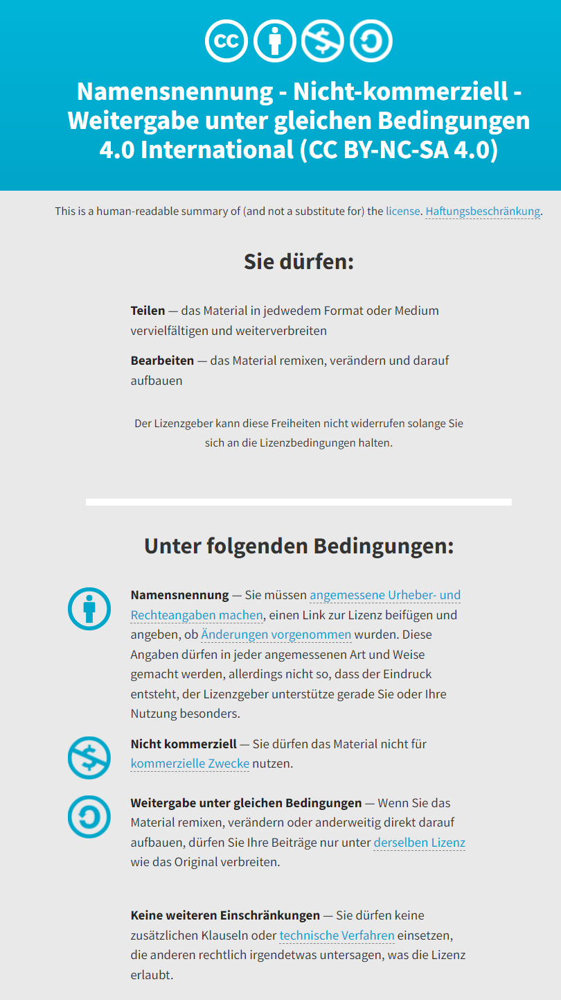 cc
Namensnennung - Nicht-kommerziell -
Weitergabe unter gleichen Bedingungen
4.0 International (CC BY-NC-SA 4.0)
This is a human-readable summary of (and not a substitute for) the license. Haftungsbeschränkung.
Sie dürfen:
Teilen — das Material in jedwedem Format oder Medium
vervielfältigen und weiterverbreiten
Bearbeiten — das Material remixen, verändern und darauf
aufbauen
Der Lizenzgeber kann diese Freiheiten nicht widerrufen solange Sie
sich an die Lizenzbedingungen halten.
Unter folgenden Bedingungen:
Namensnennung — Sie müssen angemessene Urheber- und
Rechteangaben machen, einen Link zur Lizenz beifügen und
angeben, ob Änderungen vorgenommen wurden. Diese
Angaben dürfen in jeder angemessenen Art und Weise
gemacht werden, allerdings nicht so, dass der Eindruck
entsteht, der Lizenzgeber unterstütze gerade Sie oder Ihre
Nutzung besonders.
Nicht kommerziell — Sie dürfen das Material nicht für
kommerzielle Zwecke nutzen.
Weitergabe unter gleichen Bedingungen — Wenn Sie das
Material remixen, verändern oder anderweitig direkt darauf
aufbauen, dürfen Sie Ihre Beiträge nur unter derselben Lizenz
wie das Original verbreiten.
Keine weiteren Einschränkungen — Sie dürfen keine
zusätzlichen Klauseln oder technische Verfahren einsetzen,
die anderen rechtlich irgendetwas untersagen, was die Lizenz
erlaubt.